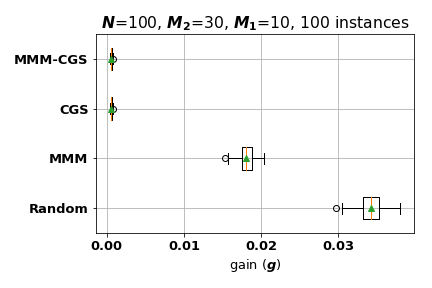 N=100, M₂=30, M₁=10, 100 instances
MMM-CGS
CGS
MMM
Random
0.00 0.01 0.02 0.03
gain (g)